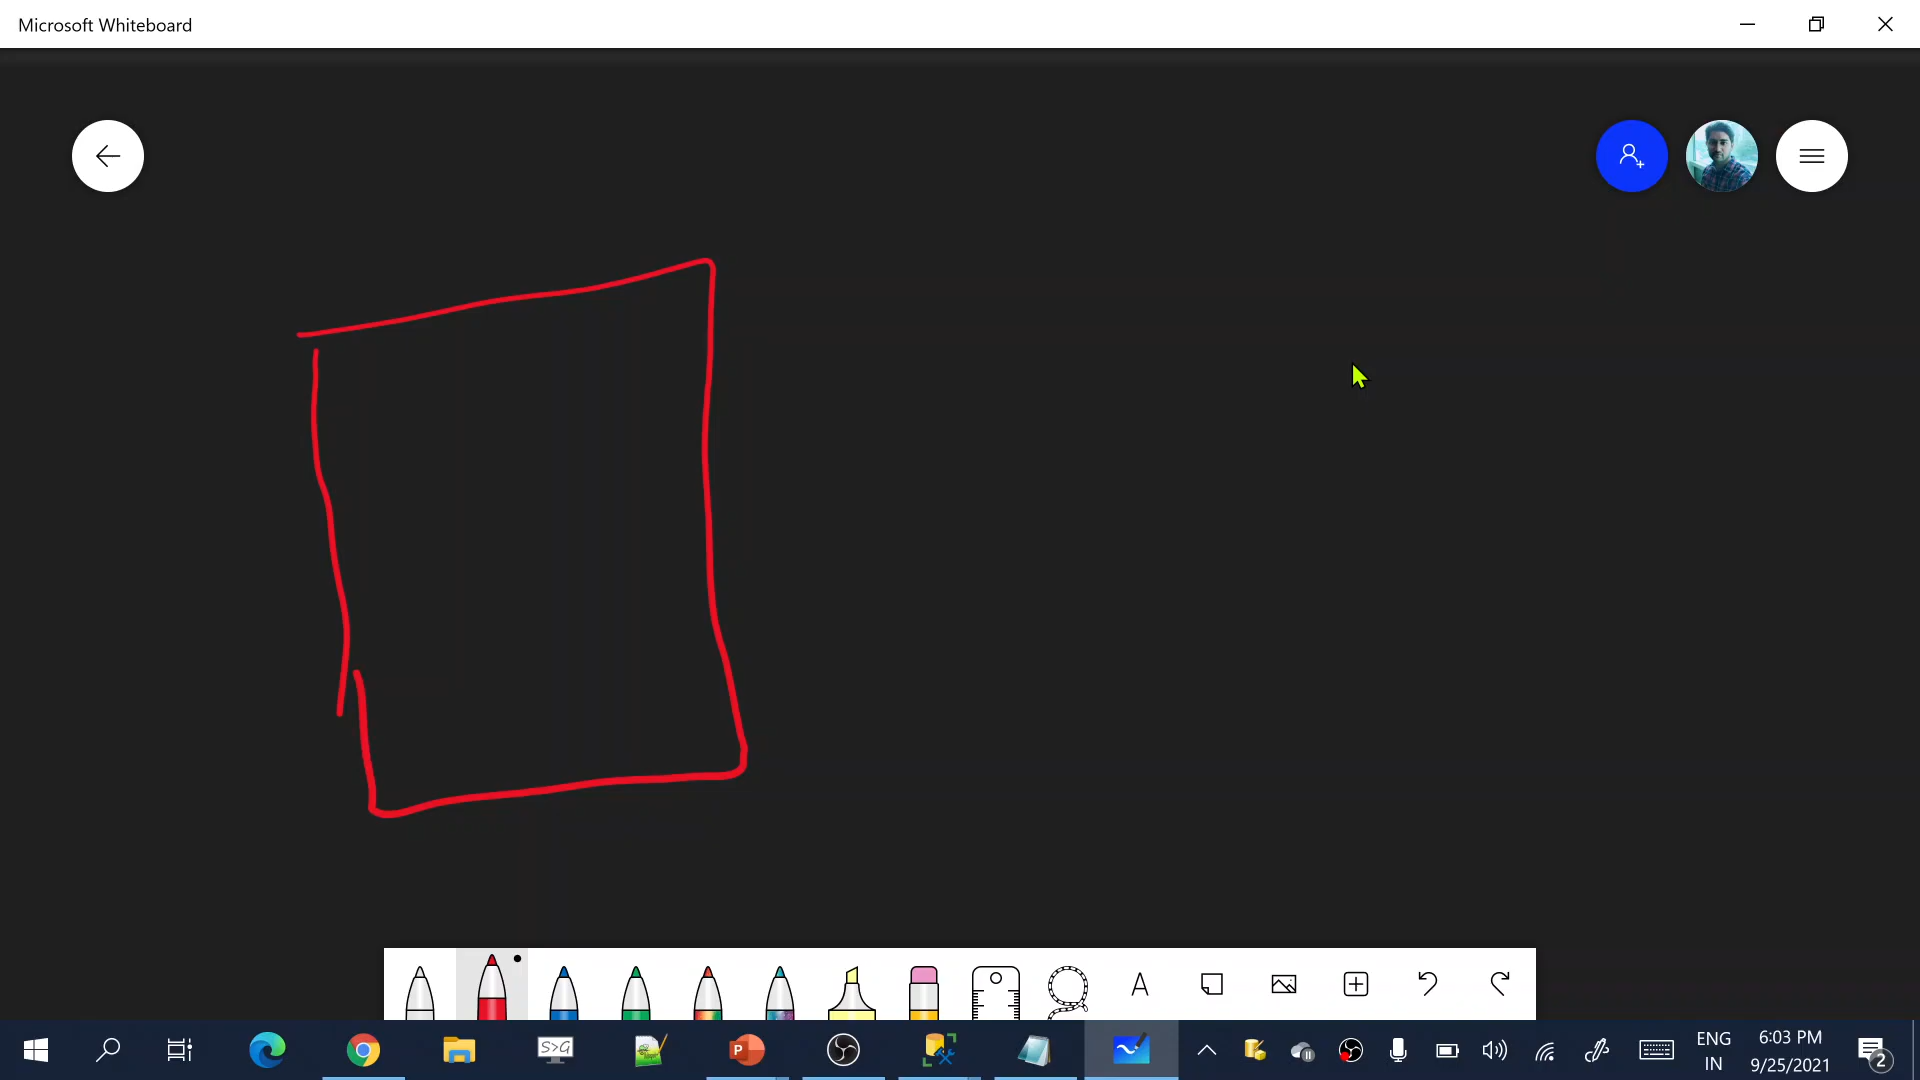 Microsoft Whiteboard
A
S>G
P
ENG
IN
6:03 PM
9/25/2021
2